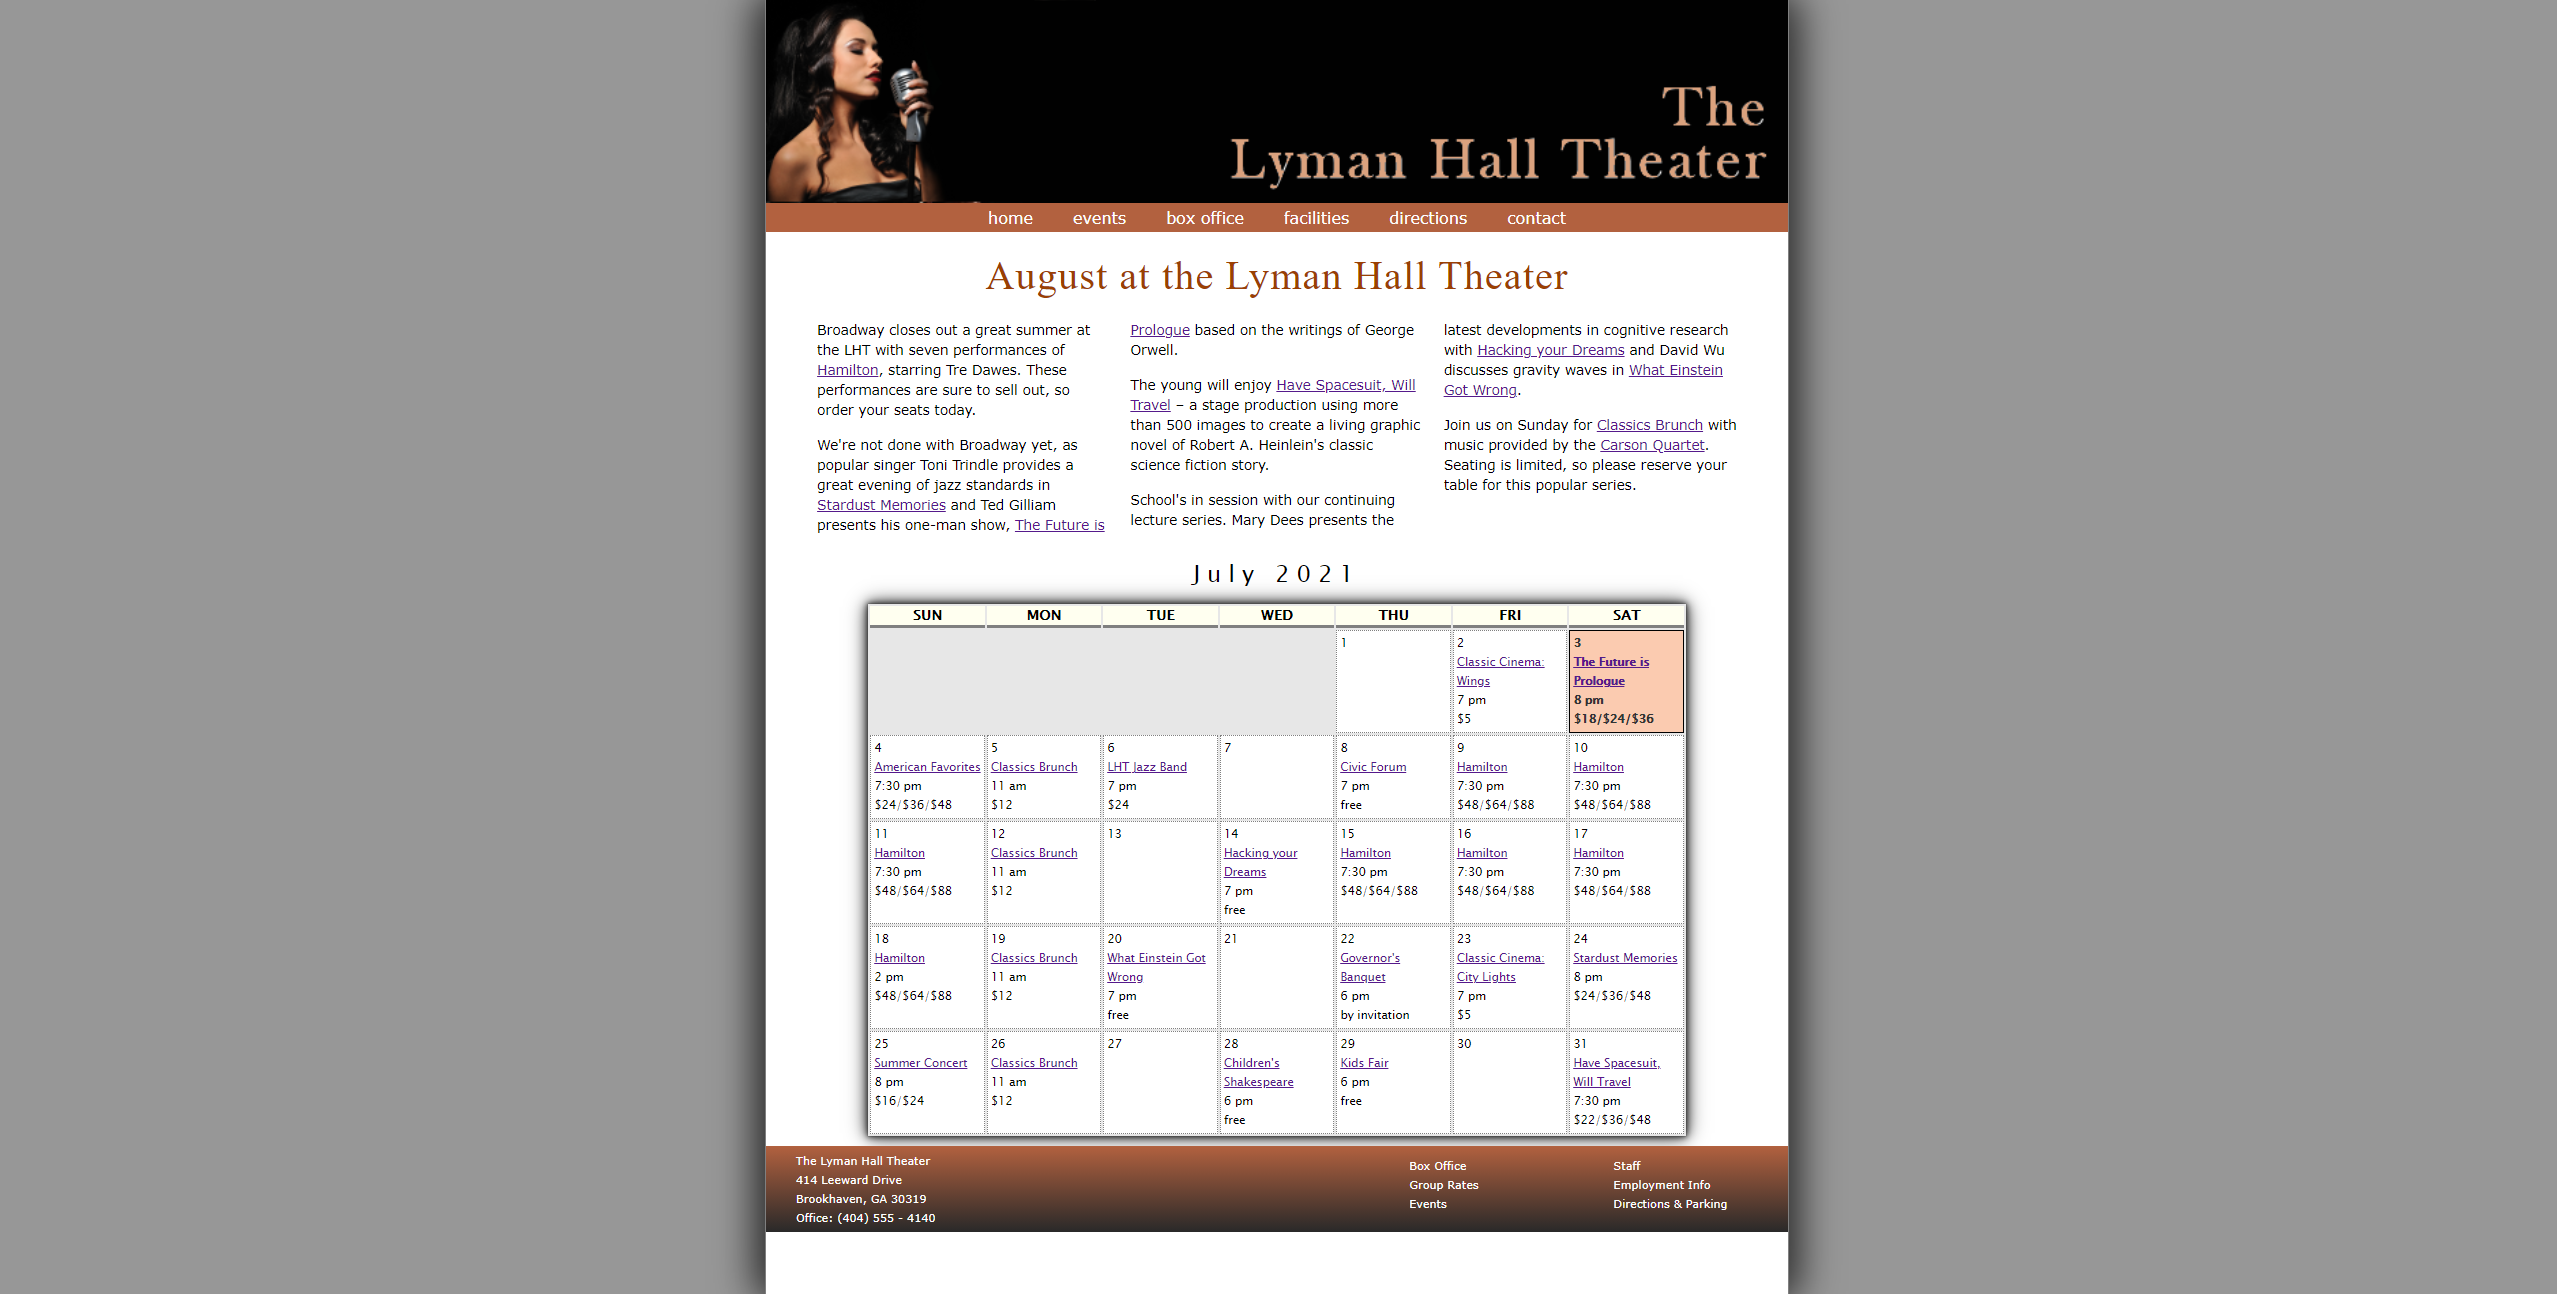 The
Lyman Hall Theater
home events box office facilities directions contact
August at the Lyman Hall Theater
Broadway closes out a great summer at
the LHT with seven performances of
Hamilton, starring Tre Dawes. These
performances are sure to sell out, so
order your seats today.
We're not done with Broadway yet, as
popular singer Toni Trindle provides a
great evening of jazz standards in
Stardust Memories and Ted Gilliam
presents his one-man show, The Future is
Prologue based on the writings of George
Orwell.
The young will enjoy Have Spacesuit, Will
Travel – a stage production using more
than 500 images to create a living graphic
novel of Robert A. Heinlein's classic
science fiction story.
School's in session with our continuing
lecture series. Mary Dees presents the
latest developments in cognitive research
with Hacking your Dreams and David Wu
discusses gravity waves in What Einstein
Got Wrong.
Join us on Sunday for Classics Brunch with
music provided by the Carson Quartet.
Seating is limited, so please reserve your
table for this popular series.
July 2021
SUN MON TUE WED THU FRI SAT
1
2
Classic Cinema:
Wings
7 pm
$5
3
The Future is
Prologue
8 pm
$18/$24/$36
4
American Favorites
7:30 pm
$24/$36/$48
5
Classics Brunch
11 am
$12
6
LHT Jazz Band
7 pm
$24
7
8
Civic Forum
7 pm
free
9
Hamilton
7:30 pm
$48/$64/$88
10
Hamilton
7:30 pm
$48/$64/$88
11
Hamilton
7:30 pm
$48/$64/$88
12
Classics Brunch
11 am
$12
13
14
Hacking your
Dreams
7 pm
free
15
Hamilton
7:30 pm
$48/$64/$88
16
Hamilton
7:30 pm
$48/$64/$88
17
Hamilton
7:30 pm
$48/$64/$88
18
Hamilton
2 pm
$48/$64/$88
19
Classics Brunch
11 am
$12
20
What Einstein Got
Wrong
7 pm
free
21
22
Governor's
Banquet
6 pm
by invitation
23
Classic Cinema:
City Lights
7 pm
$5
24
Stardust Memories
8 pm
$24/$36/$48
25
Summer Concert
8 pm
$16/$24
26
Classics Brunch
11 am
$12
27
28
Children's
Shakespeare
6 pm
free
29
Kids Fair
6 pm
free
30
31
Have Spacesuit,
Will Travel
7:30 pm
$22/$36/$48
The Lyman Hall Theater
414 Leeward Drive
Brookhaven, GA 30319
Office: (404) 555 - 4140
Box Office
Group Rates
Events
Staff
Employment Info
Directions & Parking